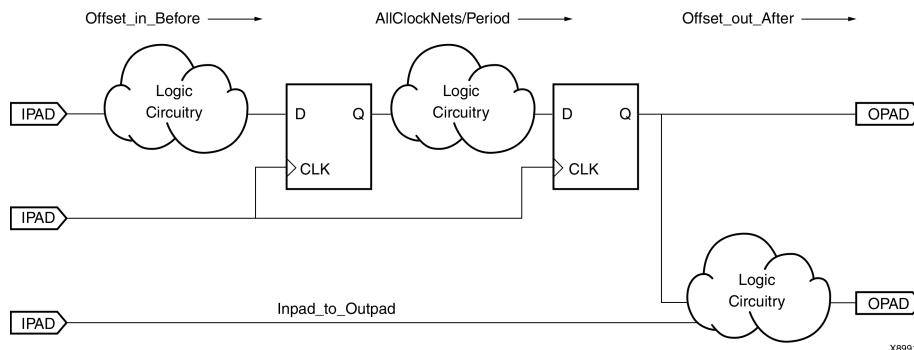 Offset_in_Before
AllClockNets/Period
Offset_out_After
Logic
Circuitry
Logic
Circuitry
IPAD
D
Q
D
Q
OPAD
CLK
CLK
IPAD
Logic
Circuitry
Inpad_to_Outpad
OPAD
IPAD